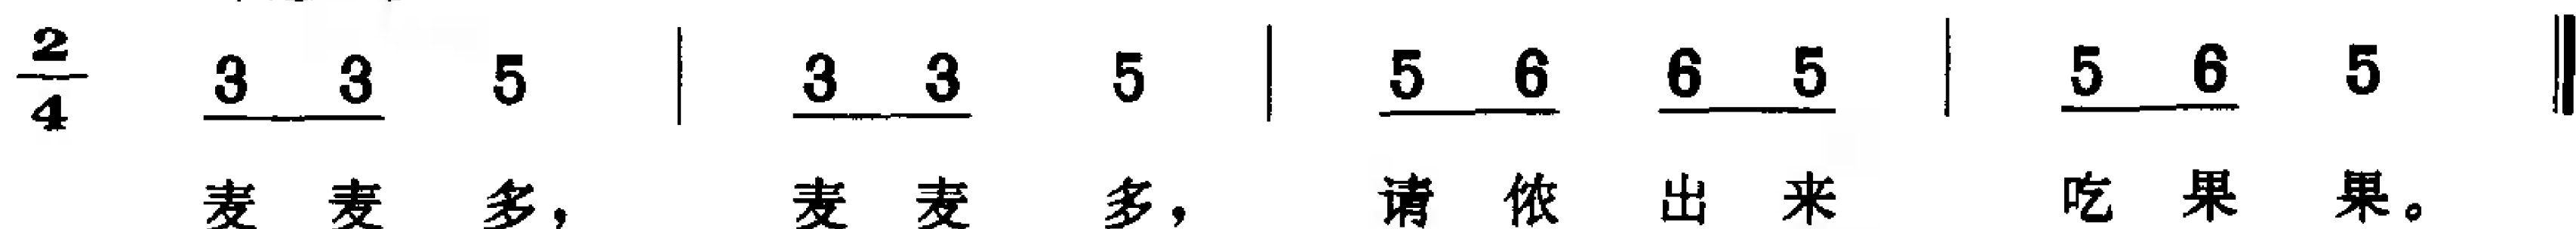 2/4 3 3 5 | 3 3 5 | 5 6 6 5 | 5 6 5 ‖
麦 麦 多， 麦 麦 多， 请 侬 出 来 吃 果 果。